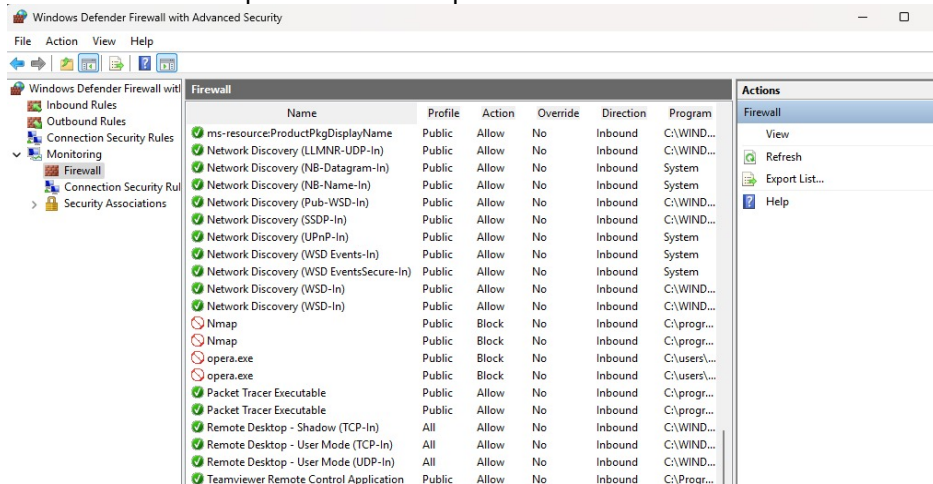 Windows Defender Firewall with Advanced Security
File Action View Help
Windows Defender Firewall witl
Inbound Rules
Outbound Rules
Connection Security Rules
Monitoring
Firewall
Connection Security Rul
Security Associations
Firewall
Name Profile Action Override Direction Program
ms-resource:ProductPkgDisplayName Public Allow No Inbound C:\WIND...
Network Discovery (LLMNR-UDP-In) Public Allow No Inbound C:\WIND...
Network Discovery (NB-Datagram-In) Public Allow No Inbound System
Network Discovery (NB-Name-In) Public Allow No Inbound System
Network Discovery (Pub-WSD-In) Public Allow No Inbound C:\WIND...
Network Discovery (SSDP-In) Public Allow No Inbound C:\WIND...
Network Discovery (UPnP-In) Public Allow No Inbound System
Network Discovery (WSD Events-In) Public Allow No Inbound System
Network Discovery (WSD EventsSecure-In) Public Allow No Inbound System
Network Discovery (WSD-In) Public Allow No Inbound C:\WIND...
Network Discovery (WSD-In) Public Allow No Inbound C:\WIND...
Nmap Public Block No Inbound C:\progr...
Nmap Public Block No Inbound C:\progr...
opera.exe Public Block No Inbound C:\users\...
opera.exe Public Block No Inbound C:\users\...
Packet Tracer Executable Public Allow No Inbound C:\progr...
Packet Tracer Executable Public Allow No Inbound C:\progr...
Remote Desktop - Shadow (TCP-In) All Allow No Inbound C:\WIND...
Remote Desktop - User Mode (TCP-In) All Allow No Inbound C:\WIND...
Remote Desktop - User Mode (UDP-In) All Allow No Inbound C:\WIND...
Teamviewer Remote Control Application Public Allow No Inbound C:\Progr...
Actions
Firewall
View
Refresh
Export List...
Help